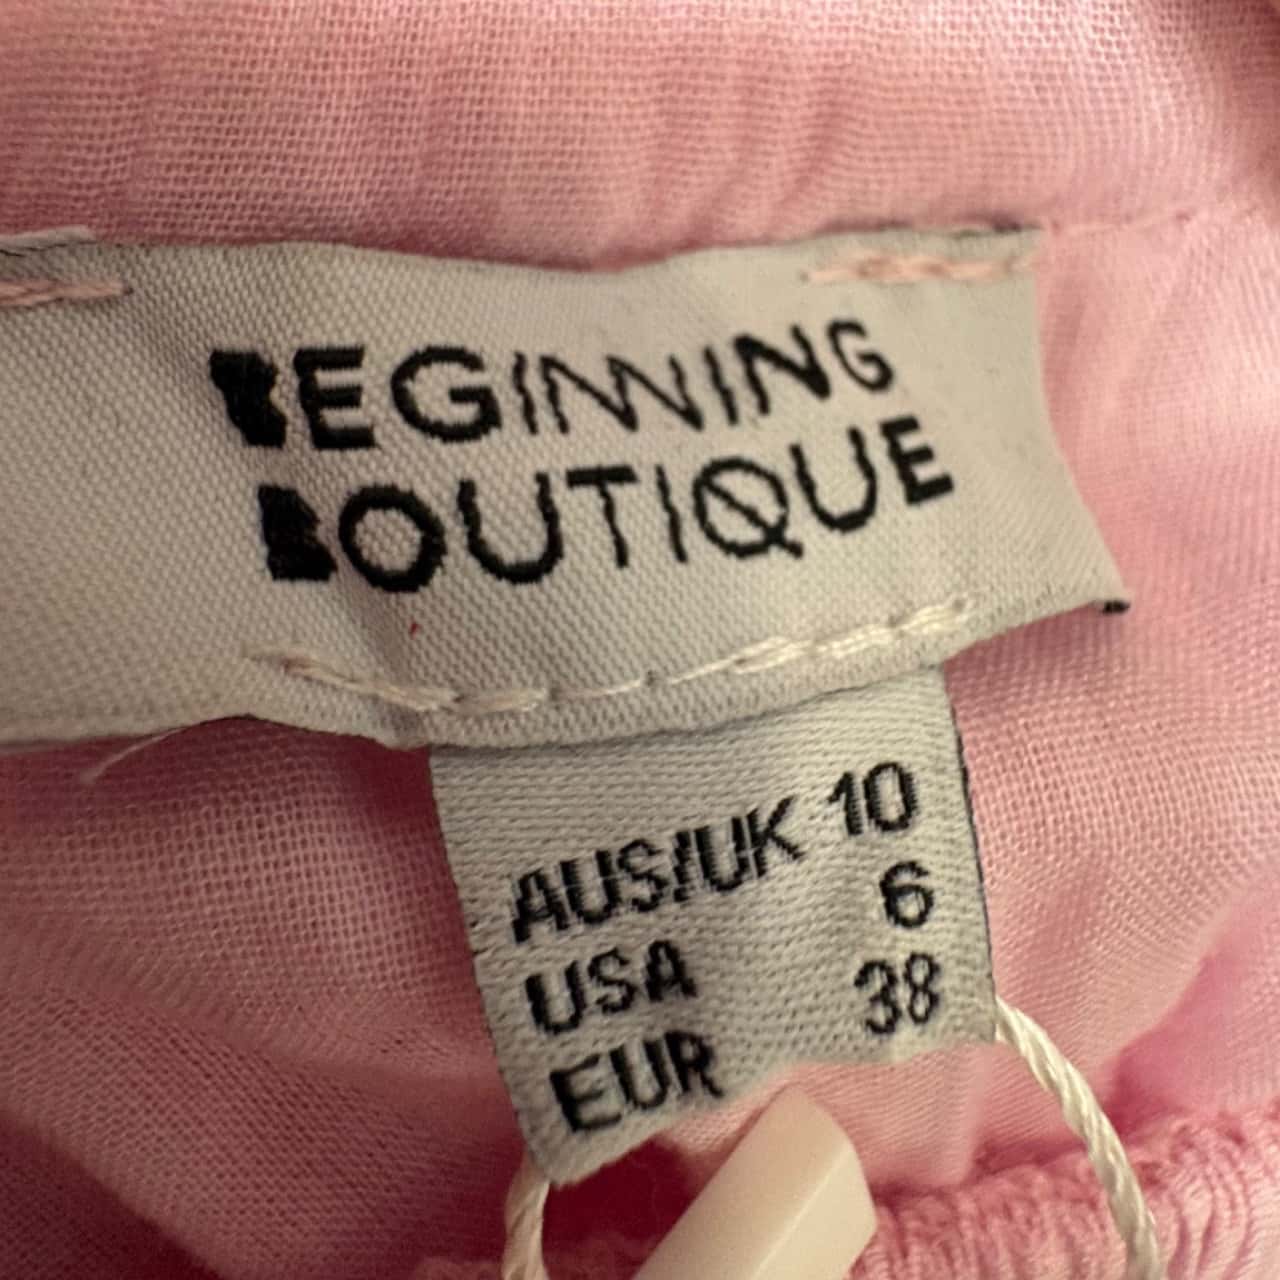 BEGINNING
BOUTIQUE
AUS/UK 10
USA 6
EUR 38